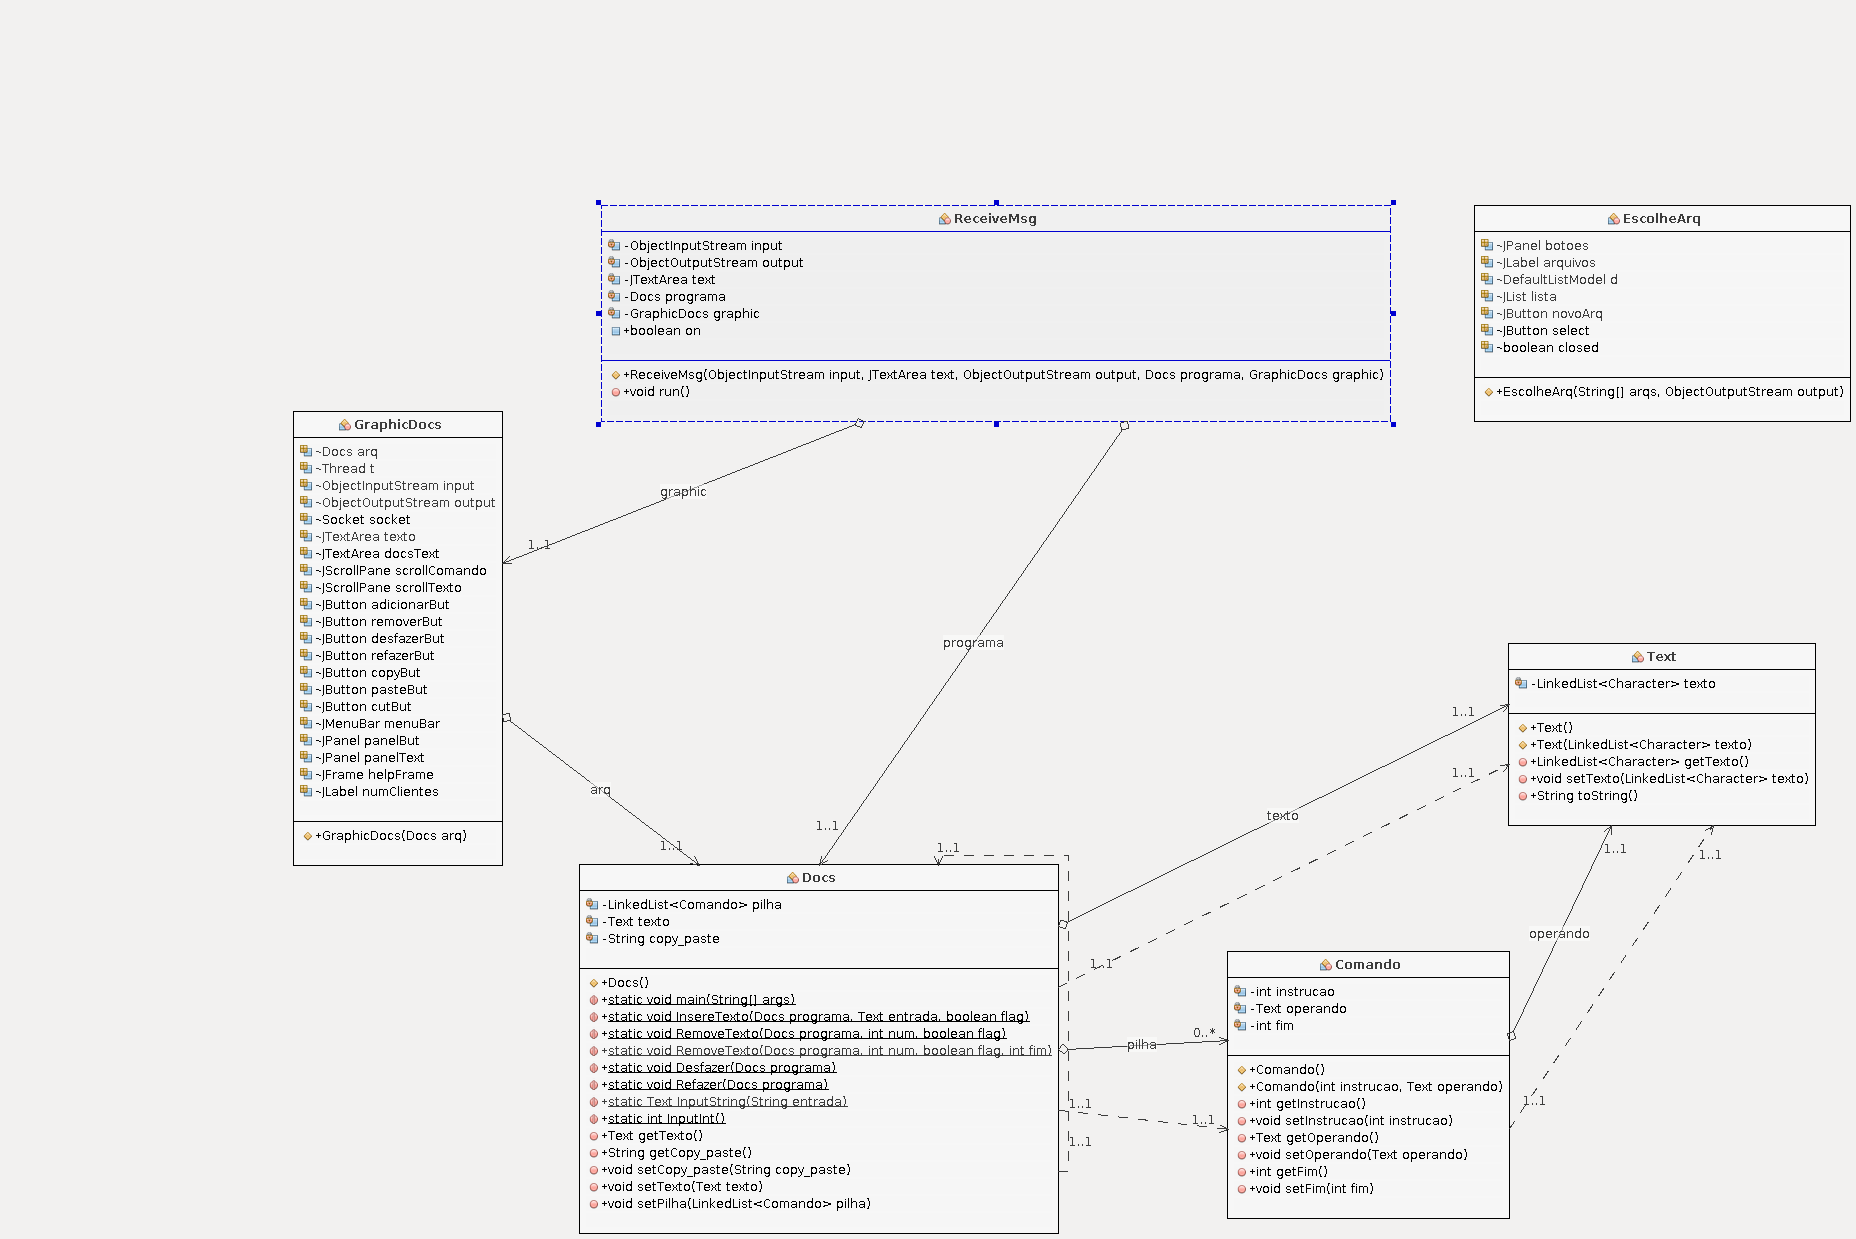 ReceiveMsg
-ObjectInputStream input
-ObjectOutputStream output
-JTextArea text
-Docs programa
-GraphicDocs graphic
+boolean on
+ReceiveMsg(ObjectInputStream input, JTextArea text, ObjectOutputStream output, Docs programa, GraphicDocs graphic)
+void run()
EscolheArq
~JPanel botoes
~JLabel arquivos
~DefaultListModel d
~JList lista
~JButton novoArq
~JButton select
~boolean closed
+EscolheArq(String[] arqs, ObjectOutputStream output)
GraphicDocs
~Docs arq
~Thread t
~ObjectInputStream input
~ObjectOutputStream output
~Socket socket
~JTextArea texto
~JTextArea docsText
~JScrollPane scrollComando
~JScrollPane scrollTexto
~JButton adicionarBut
~JButton removerBut
~JButton desfazerBut
~JButton refazerBut
~JButton copyBut
~JButton pasteBut
~JButton cutBut
~JMenuBar menuBar
~JPanel panelBut
~JPanel panelText
~JFrame helpFrame
~JLabel numClientes
+GraphicDocs(Docs arq)
graphic
1..1
programa
1..1
arq
1..1
Text
-LinkedList<Character> texto
+Text()
+Text(LinkedList<Character> texto)
+LinkedList<Character> getTexto()
+void setTexto(LinkedList<Character> texto)
+String toString()
1..1
texto
1..1
1..1
1..1
1..1
operando
1..1
1..1
Docs
-LinkedList<Comando> pilha
-Text texto
-String copy_paste
+Docs()
+static void main(String[] args)
+static void InsereTexto(Docs programa, Text entrada, boolean flag)
+static void RemoveTexto(Docs programa, int num, boolean flag)
+static void RemoveTexto(Docs programa, int num, boolean flag, int fim)
+static void Desfazer(Docs programa)
+static void Refazer(Docs programa)
+static Text InputString(String entrada)
+static int InputInt()
+Text getTexto()
+String getCopy_paste()
+void setCopy_paste(String copy_paste)
+void setTexto(Text texto)
+void setPilha(LinkedList<Comando> pilha)
pilha
0..*
1..1
1..1
1..1
Comando
-int instrucao
-Text operando
-int fim
+Comando()
+Comando(int instrucao, Text operando)
+int getInstrucao()
+void setInstrucao(int instrucao)
+Text getOperando()
+void setOperando(Text operando)
+int getFim()
+void setFim(int fim)